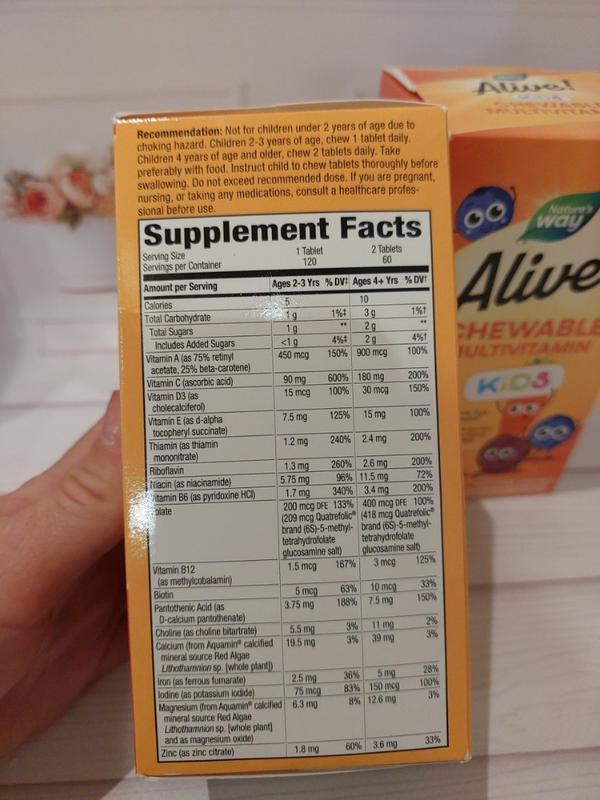 Recommendation: Not for children under 2 years of age due to
choking hazard. Children 2-3 years of age, chew 1 tablet daily.
Children 4 years of age and older, chew 2 tablets daily. Take
preferably with food. Instruct child to chew tablets thoroughly before
swallowing. Do not exceed recommended dose. If you are pregnant,
nursing, or taking any medications, consult a healthcare profes-
sional before use.
Supplement Facts
Serving Size 1 Tablet 2 Tablets
Servings per Container 120 60
Amount per Serving Ages 2-3 Yrs % DV‡ Ages 4+ Yrs % DV†
Calories 5 10
Total Carbohydrate 1 g 1%‡ 3 g 1%†
Total Sugars 1 g ** 2 g **
Includes Added Sugars <1 g 4%‡ 2 g 4%†
Vitamin A (as 75% retinyl 450 mcg 150% 900 mcg 100%
acetate, 25% beta-carotene)
Vitamin C (ascorbic acid) 90 mg 600% 180 mg 200%
Vitamin D3 (as 15 mcg 100% 30 mcg 150%
cholecalciferol)
Vitamin E (as d-alpha 7.5 mg 125% 15 mg 100%
tocopheryl succinate)
Thiamin (as thiamin 1.2 mg 240% 2.4 mg 200%
mononitrate)
Riboflavin 1.3 mg 260% 2.6 mg 200%
Niacin (as niacinamide) 5.75 mg 96% 11.5 mg 72%
Vitamin B6 (as pyridoxine HCl) 1.7 mg 340% 3.4 mg 200%
olate 200 mcg DFE 133% 400 mcg DFE 100%
(209 mcg Quatrefolic® (418 mcg Quatrefolic®
brand (6S)-5-methyl- brand (6S)-5-methyl-
tetrahydrofolate tetrahydrofolate
glucosamine salt) glucosamine salt)
Vitamin B12 1.5 mcg 167% 3 mcg 125%
(as methylcobalamin)
Biotin 5 mcg 63% 10 mcg 33%
Pantothenic Acid (as 3.75 mg 188% 7.5 mg 150%
D-calcium pantothenate)
Choline (as choline bitartrate) 5.5 mg 3% 11 mg 2%
Calcium (from Aquamin® calcified 19.5 mg 3% 39 mg 3%
mineral source Red Algae
Lithothamnion sp. [whole plant])
Iron (as ferrous fumarate) 2.5 mg 36% 5 mg 28%
Iodine (as potassium iodide) 75 mcg 83% 150 mcg 100%
Magnesium (from Aquamin® calcified 6.3 mg 8% 12.6 mg 3%
mineral source Red Algae
Lithothamnion sp. [whole plant]
and as magnesium oxide)
Zinc (as zinc citrate) 1.8 mg 60% 3.6 mg 33%
Alive!
KiDS
CHEWABLE
MULTIVITAM
Nature's
way
Alive
CHEWABLE
MULTIVITAMIN
KiDS